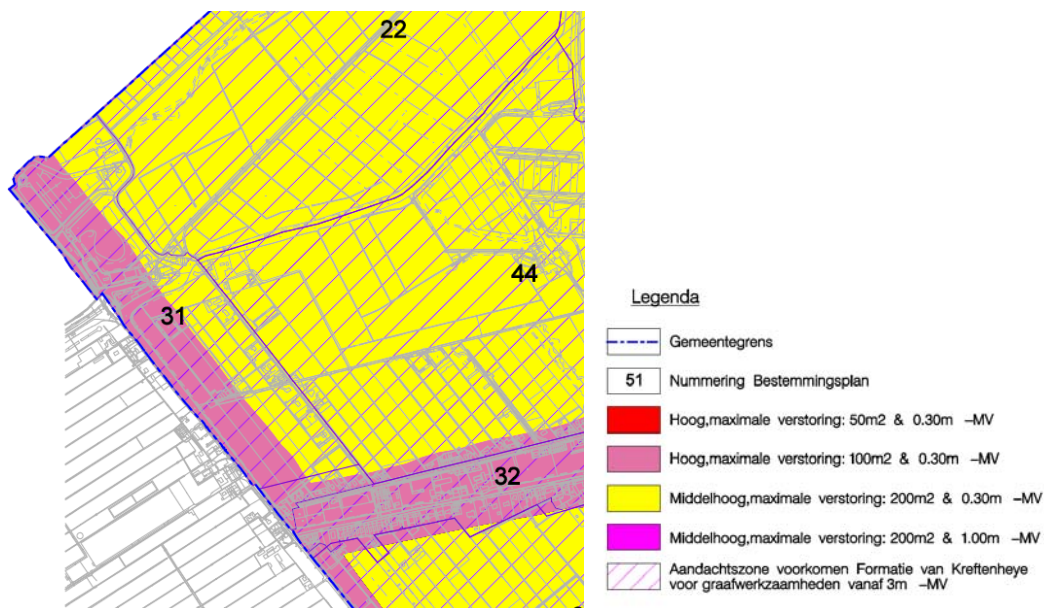 22
31
44
32
Legenda
Gemeentegrens
51 Nummering Bestemmingsplan
Hoog,maximale verstoring: 50m2 & 0.30m -MV
Hoog,maximale verstoring: 100m2 & 0.30m -MV
Middelhoog,maximale verstoring: 200m2 & 0.30m -MV
Middelhoog,maximale verstoring: 200m2 & 1.00m -MV
Aandachtszone voorkomen Formatie van Kreftenheye
voor graafwerkzaamheden vanaf 3m -MV